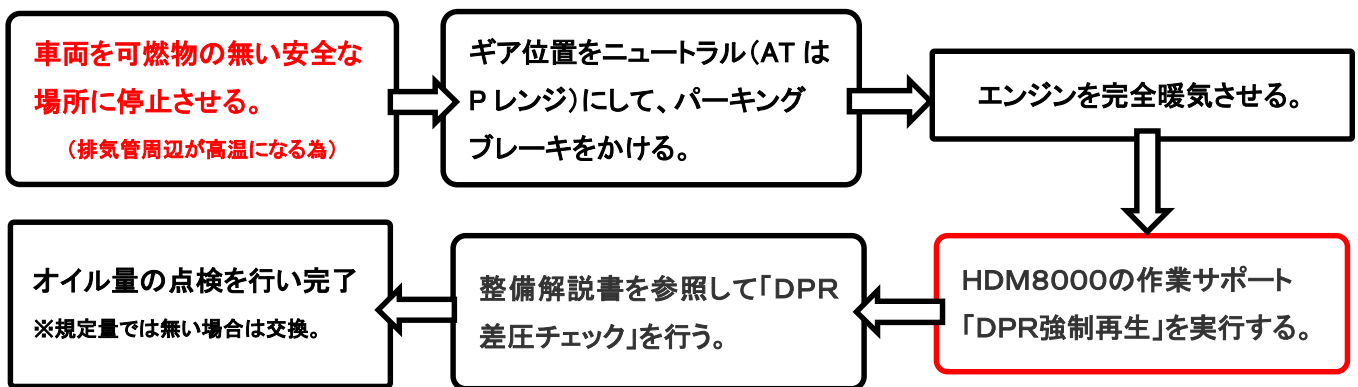 車両を可燃物の無い安全な
場所に停止させる。
（排気管周辺が高温になる為）
ギア位置をニュートラル（AT は
P レンジ）にして、パーキング
ブレーキをかける。
エンジンを完全暖気させる。
HDM8000の作業サポート
「DPR強制再生」を実行する。
整備解説書を参照して「DPR
差圧チェック」を行う。
オイル量の点検を行い完了
※規定量では無い場合は交換。